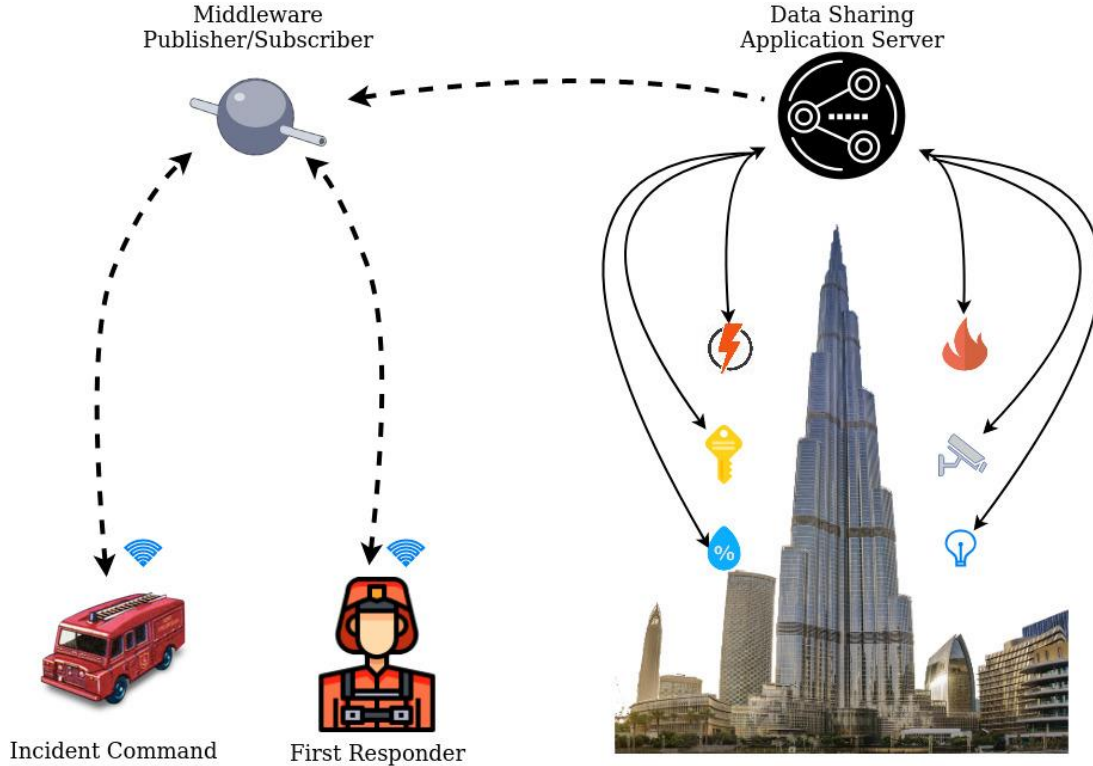 Middleware
Publisher/Subscriber
Data Sharing
Application Server
%
Incident Command
First Responder